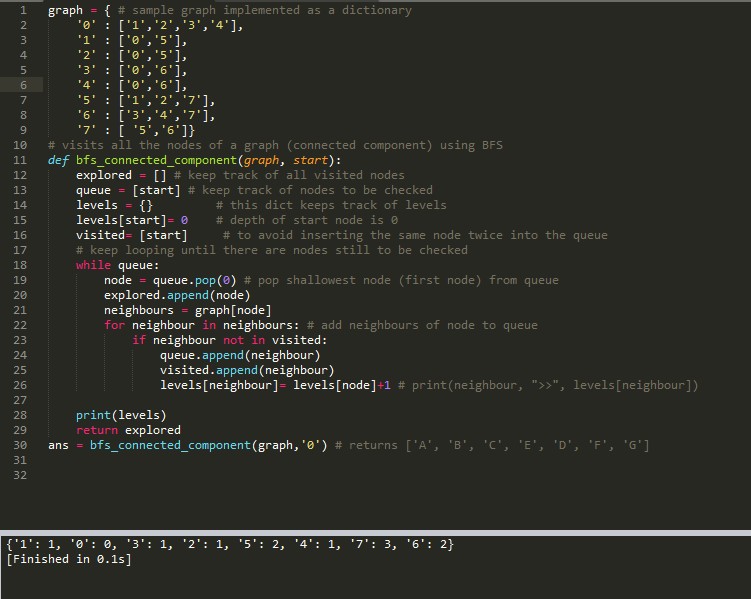 1 graph = { # sample graph implemented as a dictionary
2     '0' : ['1','2','3','4'],
3     '1' : ['0','5'],
4     '2' : ['0','5'],
5     '3' : ['0','6'],
6     '4' : ['0','6'],
7     '5' : ['1','2','7'],
8     '6' : ['3','4','7'],
9     '7' : [ '5','6']}
10 # visits all the nodes of a graph (connected component) using BFS
11 def bfs_connected_component(graph, start):
12     explored = [] # keep track of all visited nodes
13     queue = [start] # keep track of nodes to be checked
14     levels = {}         # this dict keeps track of levels
15     levels[start]= 0    # depth of start node is 0
16     visited= [start]     # to avoid inserting the same node twice into the queue
17     # keep looping until there are nodes still to be checked
18     while queue:
19         node = queue.pop(0) # pop shallowest node (first node) from queue
20         explored.append(node)
21         neighbours = graph[node]
22         for neighbour in neighbours: # add neighbours of node to queue
23             if neighbour not in visited:
24                 queue.append(neighbour)
25                 visited.append(neighbour)
26                 levels[neighbour]= levels[node]+1 # print(neighbour, ">>", levels[neighbour])
27
28     print(levels)
29     return explored
30 ans = bfs_connected_component(graph,'0') # returns ['A', 'B', 'C', 'E', 'D', 'F', 'G']
31
32
{'1': 1, '0': 0, '3': 1, '2': 1, '5': 2, '4': 1, '7': 3, '6': 2}
[Finished in 0.1s]